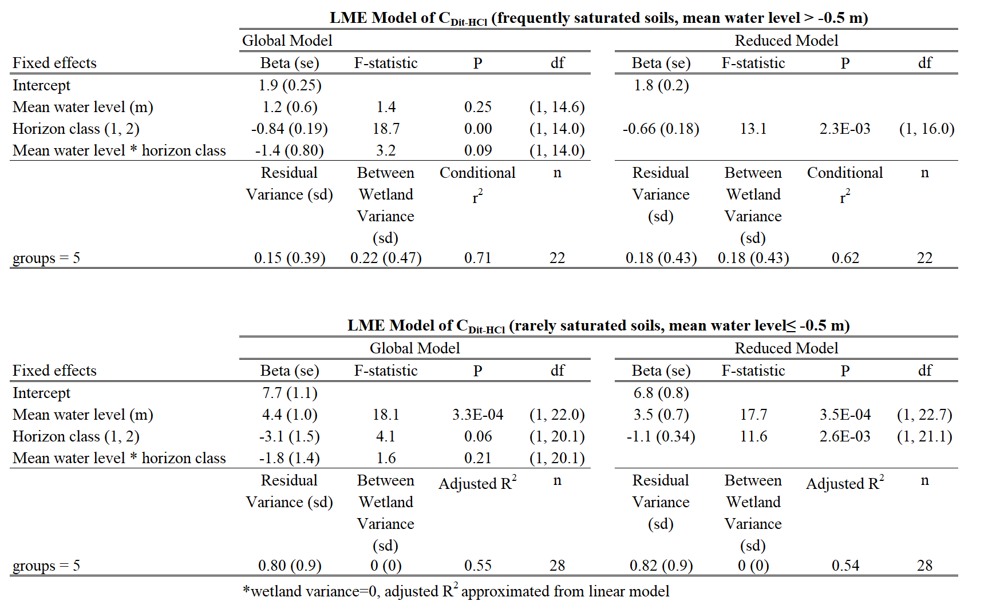 LME Model of C_Dit-HCl (frequently saturated soils, mean water level > -0.5 m)
Global Model Reduced Model
Fixed effects Beta (se) F-statistic P df Beta (se) F-statistic P df
Intercept 1.9 (0.25) 1.8 (0.2)
Mean water level (m) 1.2 (0.6) 1.4 0.25 (1, 14.6)
Horizon class (1, 2) -0.84 (0.19) 18.7 0.00 (1, 14.0) -0.66 (0.18) 13.1 2.3E-03 (1, 16.0)
Mean water level * horizon class -1.4 (0.80) 3.2 0.09 (1, 14.0)
Residual Between Conditional n Residual Between Conditional n
Variance (sd) Wetland r² Variance Wetland r²
Variance (sd) Variance
(sd) (sd)
groups = 5 0.15 (0.39) 0.22 (0.47) 0.71 22 0.18 (0.43) 0.18 (0.43) 0.62 22
LME Model of C_Dit-HCl (rarely saturated soils, mean water level≤ -0.5 m)
Global Model Reduced Model
Fixed effects Beta (se) F-statistic P df Beta (se) F-statistic P df
Intercept 7.7 (1.1) 6.8 (0.8)
Mean water level (m) 4.4 (1.0) 18.1 3.3E-04 (1, 22.0) 3.5 (0.7) 17.7 3.5E-04 (1, 22.7)
Horizon class (1, 2) -3.1 (1.5) 4.1 0.06 (1, 20.1) -1.1 (0.34) 11.6 2.6E-03 (1, 21.1)
Mean water level * horizon class -1.8 (1.4) 1.6 0.21 (1, 20.1)
Residual Between Adjusted R² n Residual Between Adjusted R² n
Variance (sd) Wetland Variance Wetland
Variance (sd) Variance
(sd) (sd)
groups = 5 0.80 (0.9) 0 (0) 0.55 28 0.82 (0.9) 0 (0) 0.54 28
*wetland variance=0, adjusted R² approximated from linear model